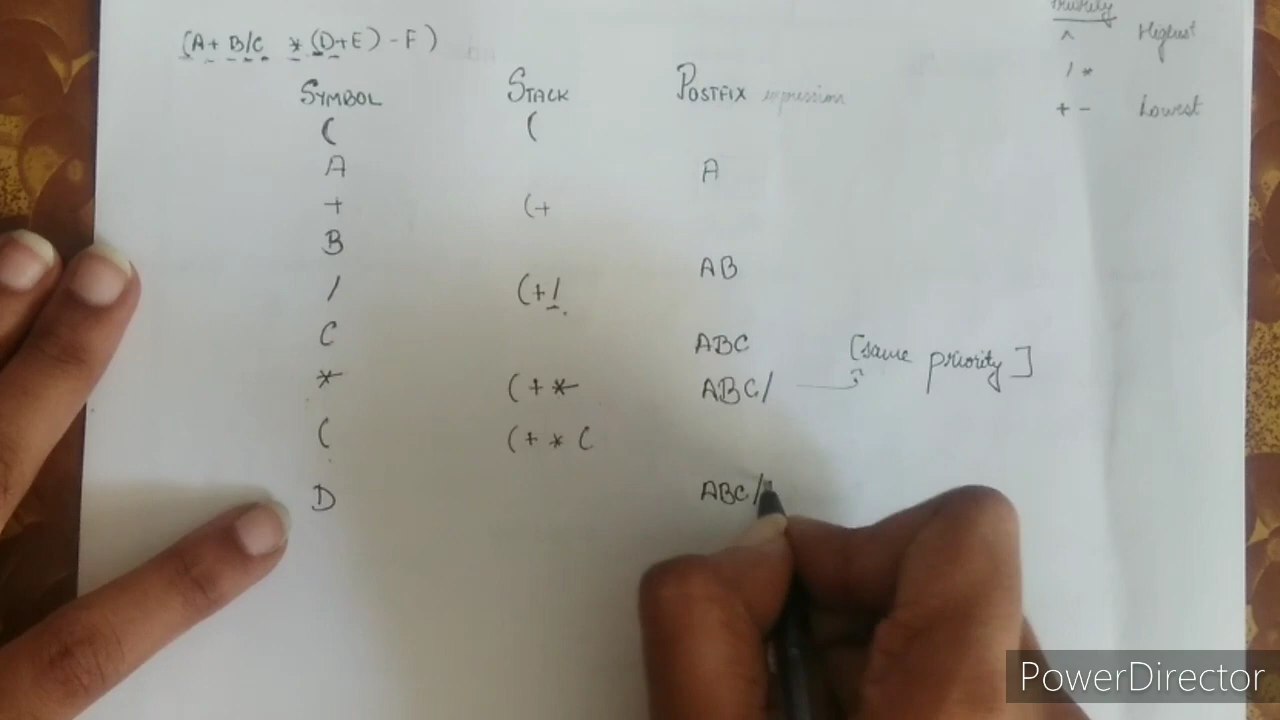 (A+ B/C * (D+E) - F)
Priority
^ Highest
/ *
+ - Lowest
SYMBOL STACK POSTFIX expression
( (
A A
+ (+
B AB
/ (+/
C ABC
* (+* ABC/ [same priority]
( (+*(
D ABC/
PowerDirector